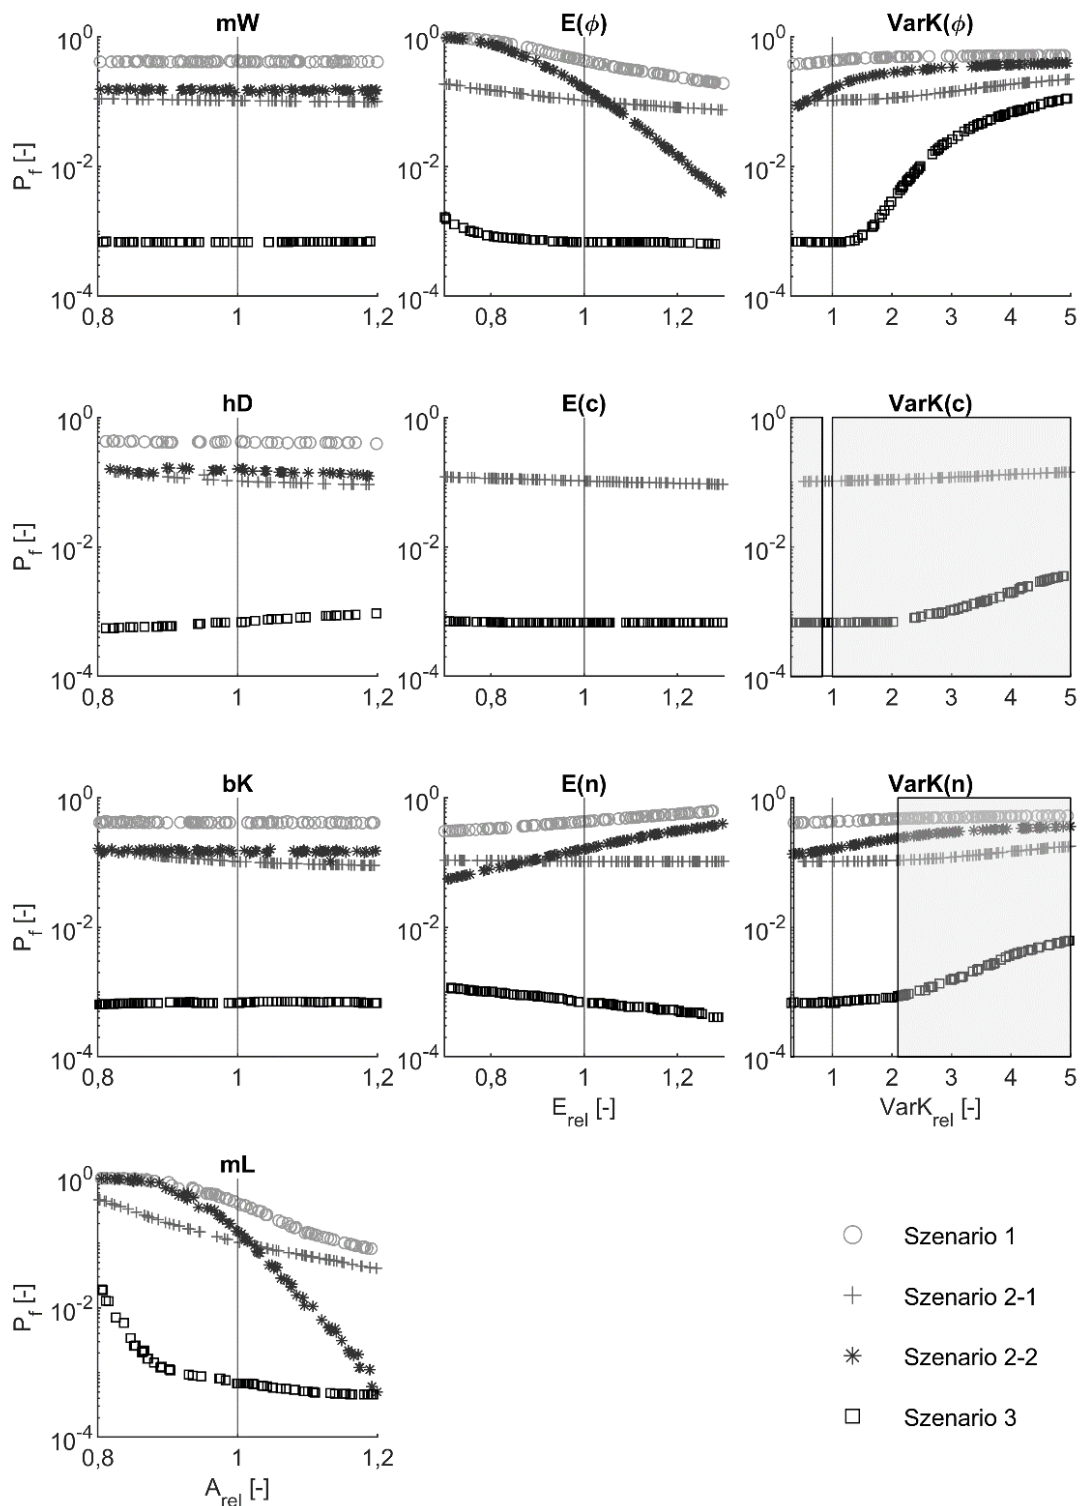 mW
E(ϕ)
VarK(ϕ)
P_f [-]
10^0
10^-2
10^-4
0,8 1 1,2
10^0
10^-2
10^-4
0,8 1 1,2
10^0
10^-2
10^-4
1 2 3 4 5
hD
E(c)
VarK(c)
P_f [-]
10^0
10^-2
10^-4
0,8 1 1,2
10^0
10^-2
10^-4
0,8 1 1,2
10^0
10^-2
10^-4
1 2 3 4 5
bK
E(n)
VarK(n)
P_f [-]
10^0
10^-2
10^-4
0,8 1 1,2
10^0
10^-2
10^-4
0,8 1 1,2
E_rel [-]
10^0
10^-2
10^-4
1 2 3 4 5
VarK_rel [-]
mL
P_f [-]
10^0
10^-2
10^-4
0,8 1 1,2
A_rel [-]
Szenario 1
Szenario 2-1
Szenario 2-2
Szenario 3